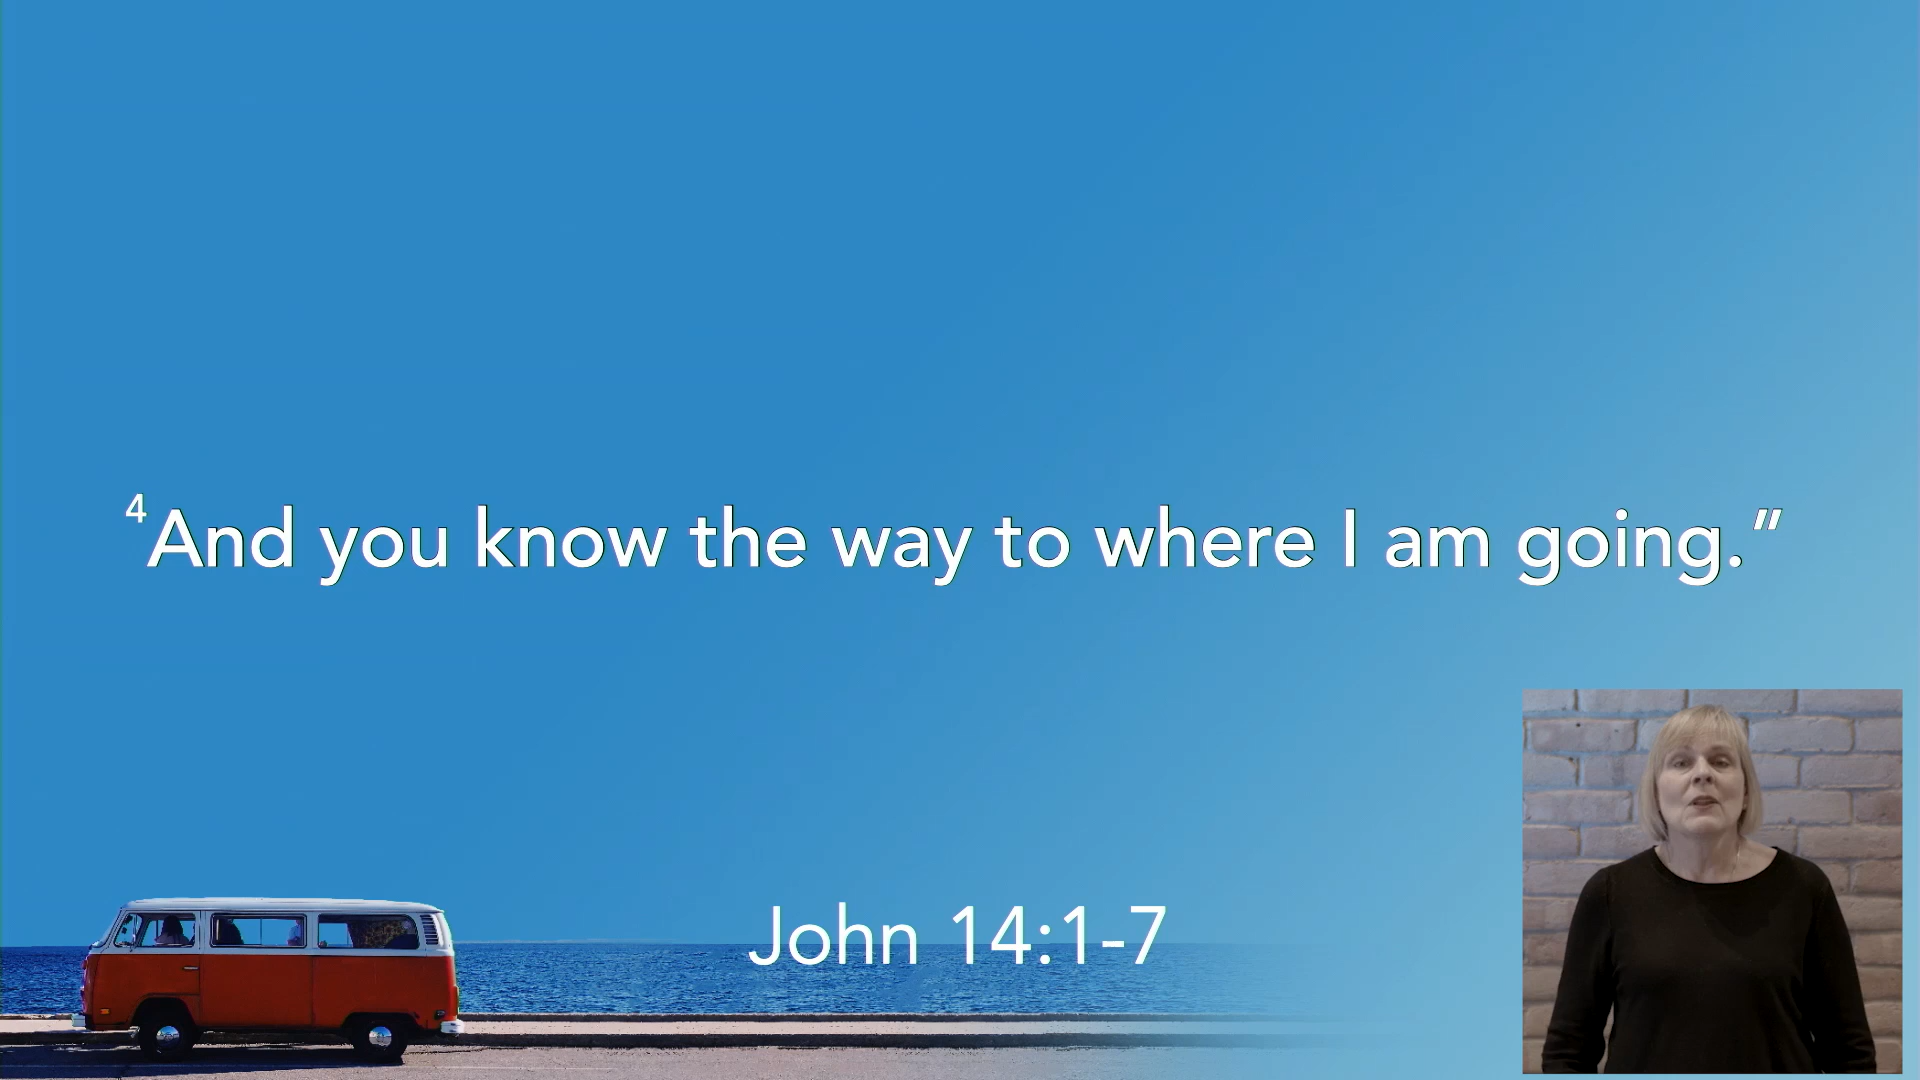 ⁴And you know the way to where I am going.”
John 14:1-7